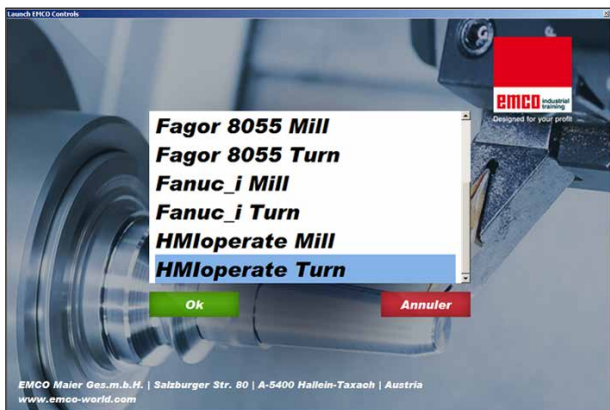 Launch EMCO Controls
emco industrial training
Designed for your profit
Fagor 8055 Mill
Fagor 8055 Turn
Fanuc_i Mill
Fanuc_i Turn
HMIoperate Mill
HMIoperate Turn
Ok
Annuler
EMCO Maier Ges.m.b.H. | Salzburger Str. 80 | A-5400 Hallein-Taxach | Austria
www.emco-world.com